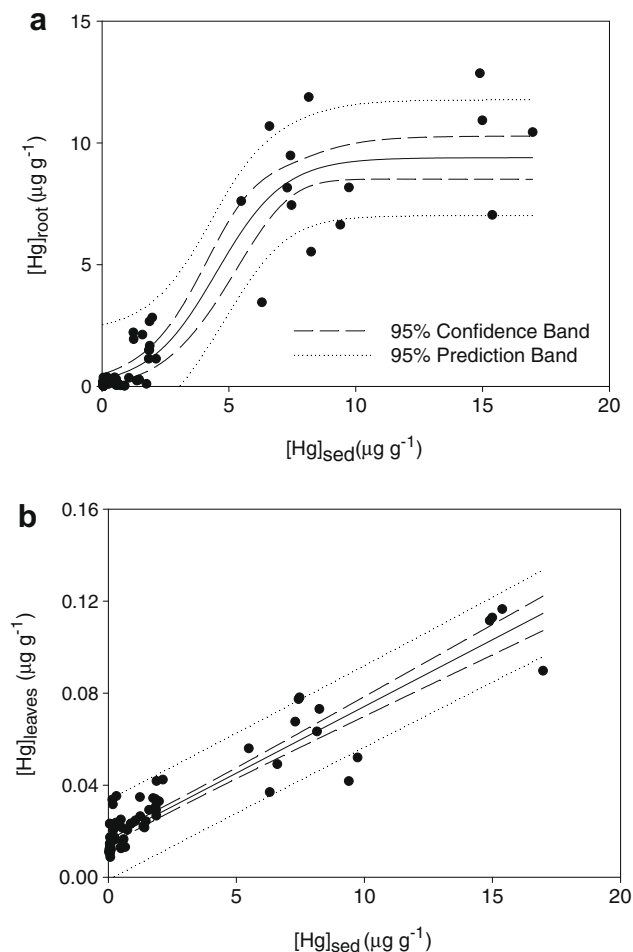 a
15
10
5
0
[Hg]root (μg g-1)
95% Confidence Band
95% Prediction Band
0 5 10 15 20
[Hg]sed(μg g-1)
b
0.16
0.12
0.08
0.04
0.00
[Hg]leaves (μg g-1)
0 5 10 15 20
[Hg]sed(μg g-1)